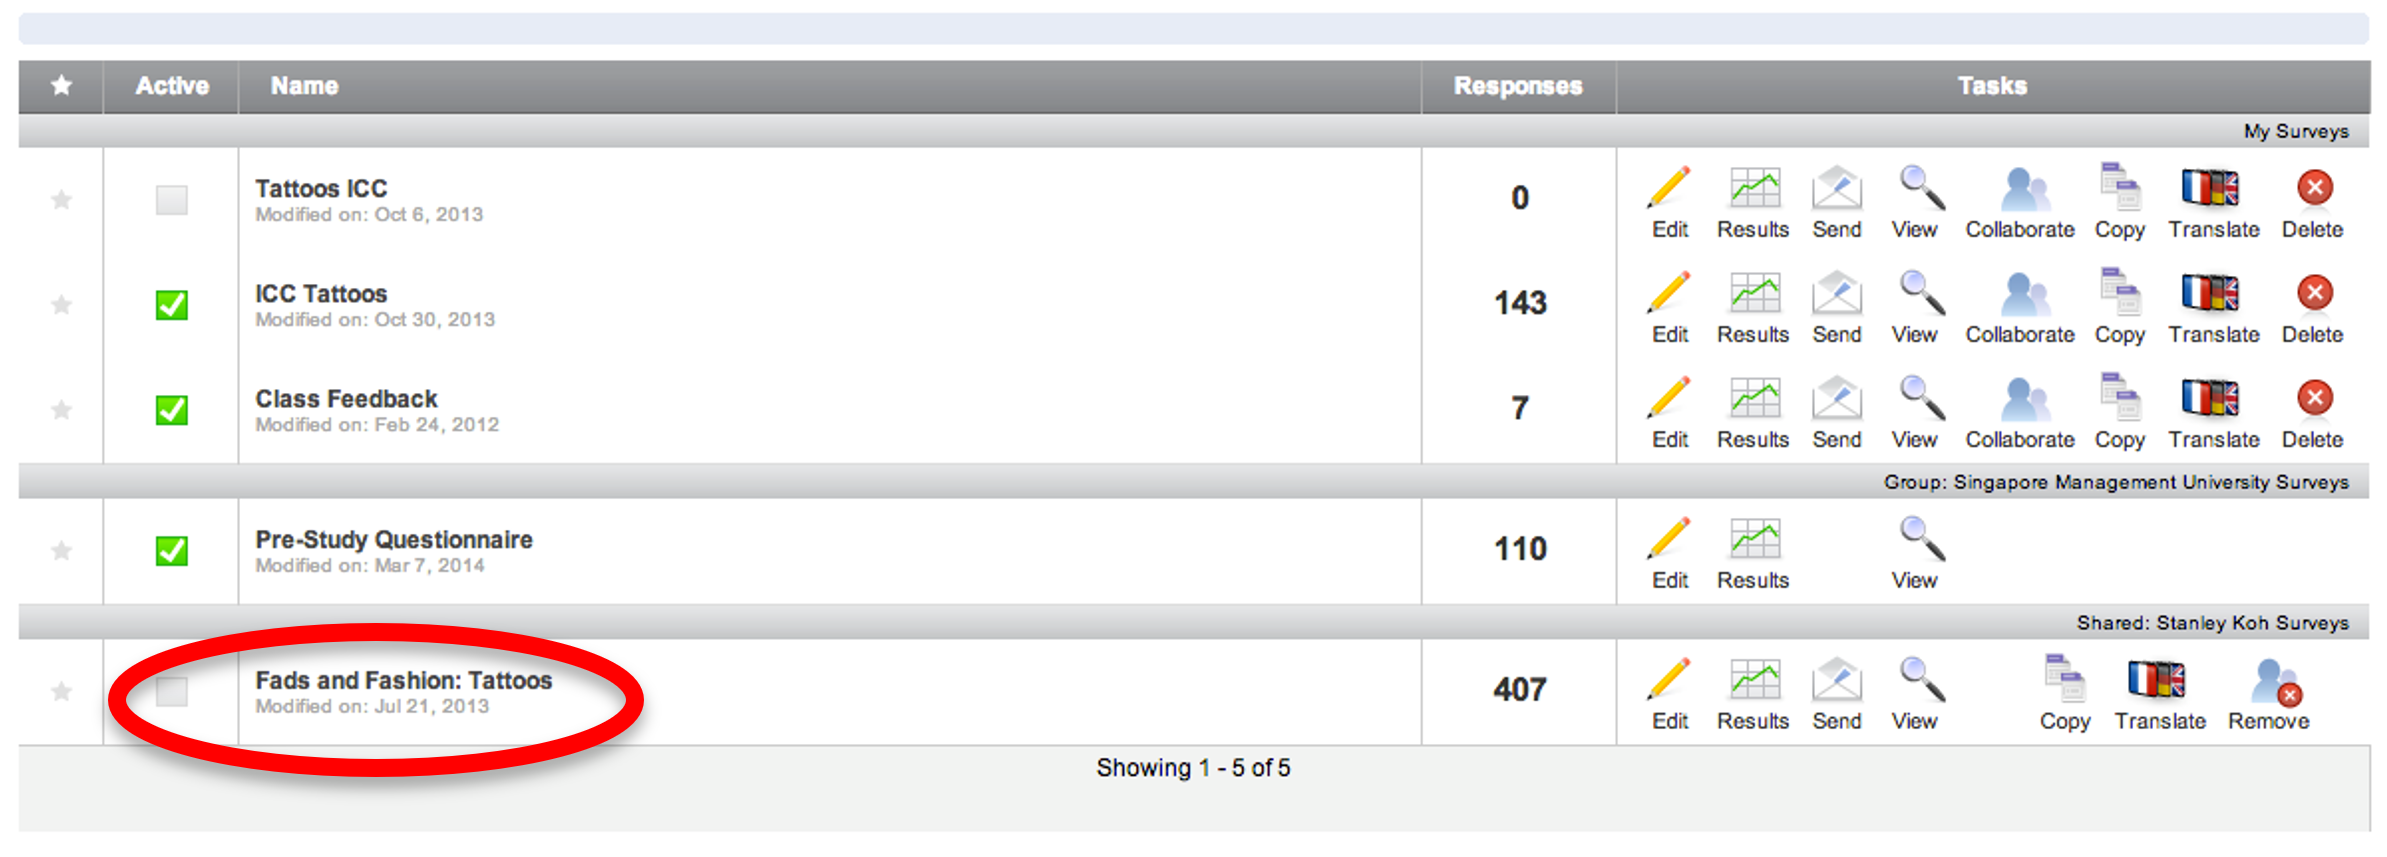 Active Name Responses Tasks
My Surveys
Tattoos ICC
Modified on: Oct 6, 2013
0
Edit Results Send View Collaborate Copy Translate Delete
ICC Tattoos
Modified on: Oct 30, 2013
143
Edit Results Send View Collaborate Copy Translate Delete
Class Feedback
Modified on: Feb 24, 2012
7
Edit Results Send View Collaborate Copy Translate Delete
Group: Singapore Management University Surveys
Pre-Study Questionnaire
Modified on: Mar 7, 2014
110
Edit Results View
Shared: Stanley Koh Surveys
Fads and Fashion: Tattoos
Modified on: Jul 21, 2013
407
Edit Results Send View Copy Translate Remove
Showing 1 - 5 of 5